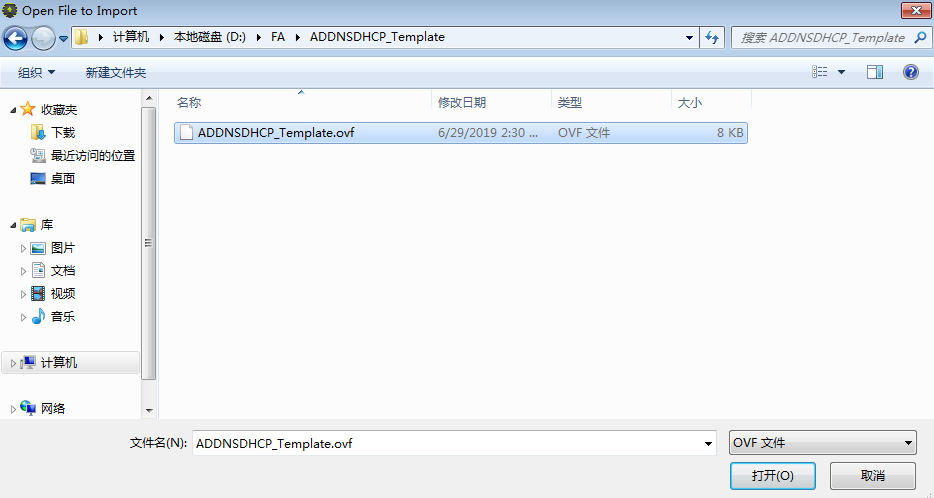 Open File to Import
计算机 本地磁盘 (D:) FA ADDNSDHCP_Template
搜索 ADDNSDHCP_Template
组织 新建文件夹
名称 修改日期 类型 大小
ADDNSDHCP_Template.ovf 6/29/2019 2:30 ... OVF 文件 8 KB
收藏夹
下载
最近访问的位置
桌面
库
图片
文档
视频
音乐
计算机
网络
文件名(N): ADDNSDHCP_Template.ovf OVF 文件
打开(O) 取消